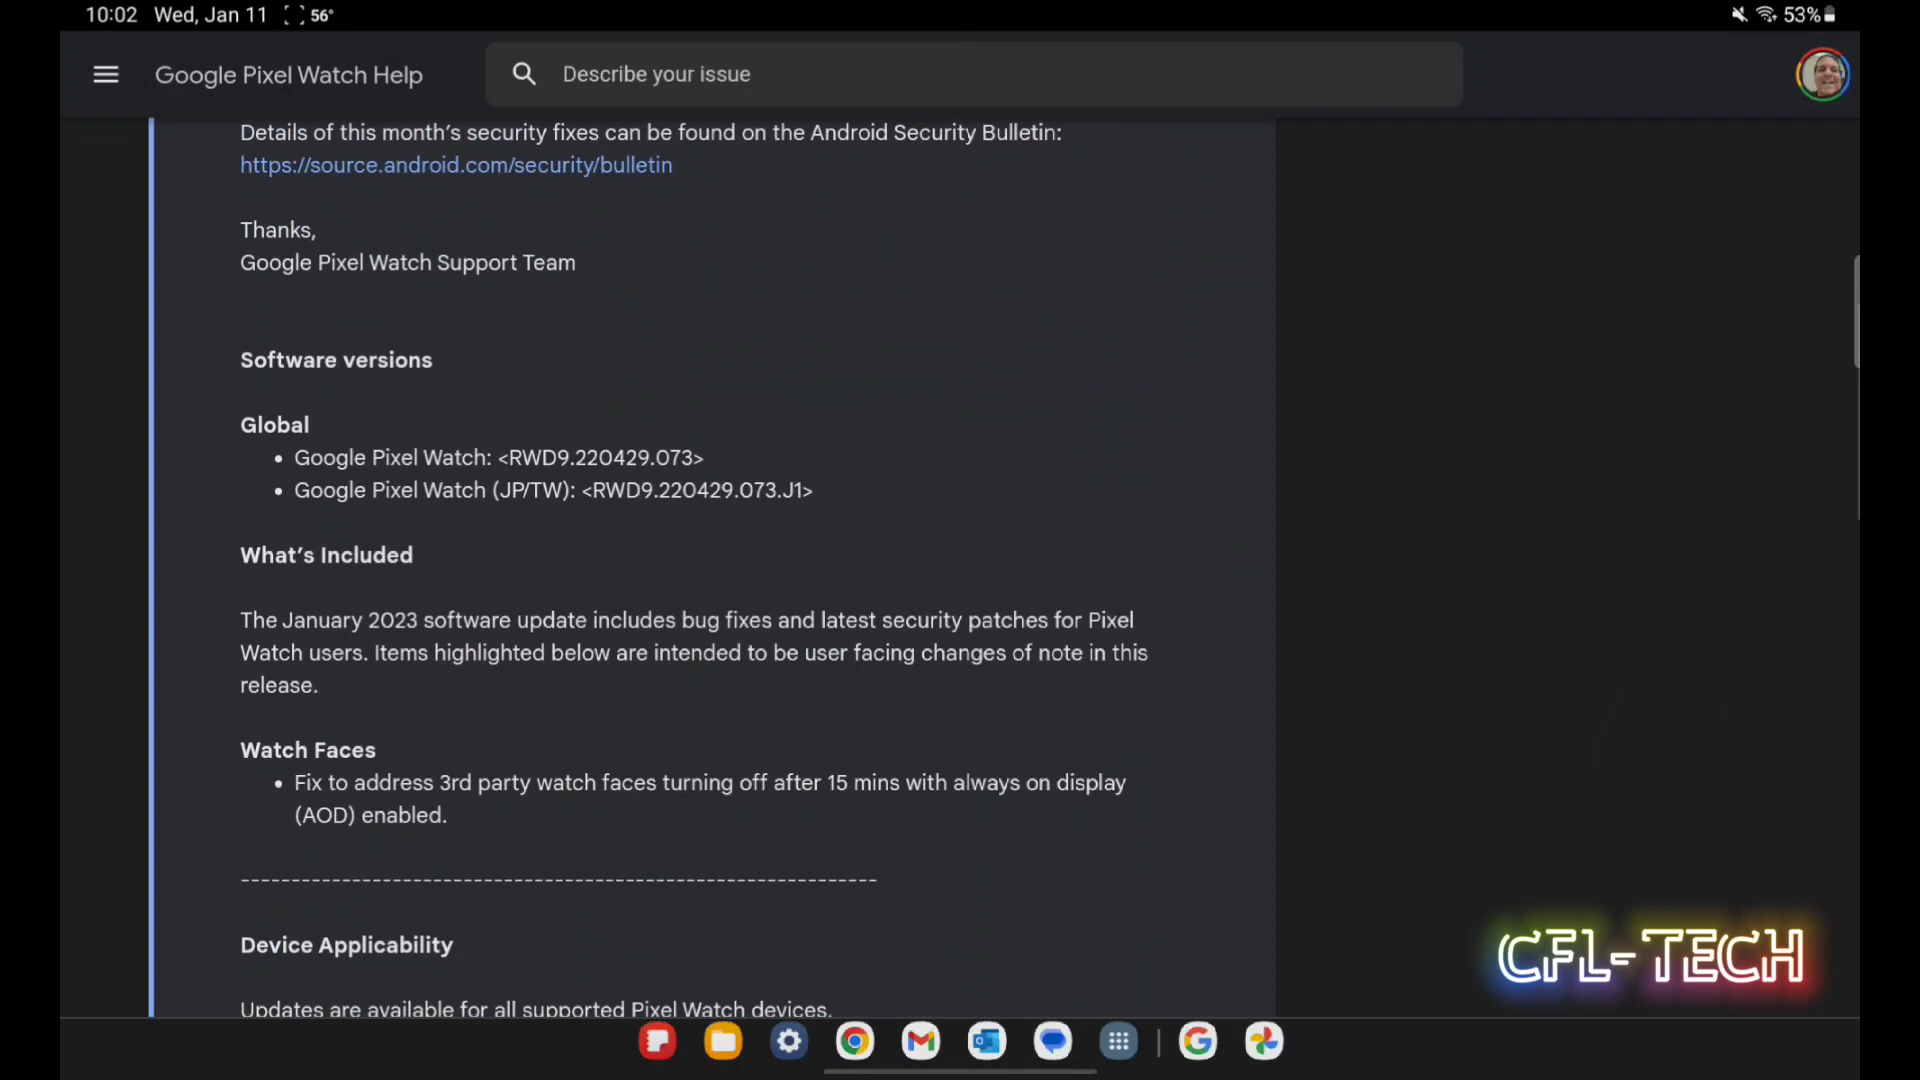 10:02 Wed, Jan 11 56°
53%
Google Pixel Watch Help
Describe your issue
Details of this month's security fixes can be found on the Android Security Bulletin:
https://source.android.com/security/bulletin
Thanks,
Google Pixel Watch Support Team
Software versions
Global
• Google Pixel Watch: <RWD9.220429.073>
• Google Pixel Watch (JP/TW): <RWD9.220429.073.J1>
What's Included
The January 2023 software update includes bug fixes and latest security patches for Pixel
Watch users. Items highlighted below are intended to be user facing changes of note in this
release.
Watch Faces
• Fix to address 3rd party watch faces turning off after 15 mins with always on display
(AOD) enabled.
---------------------------------------------------------------
Device Applicability
Updates are available for all supported Pixel Watch devices.
CFL-TECH